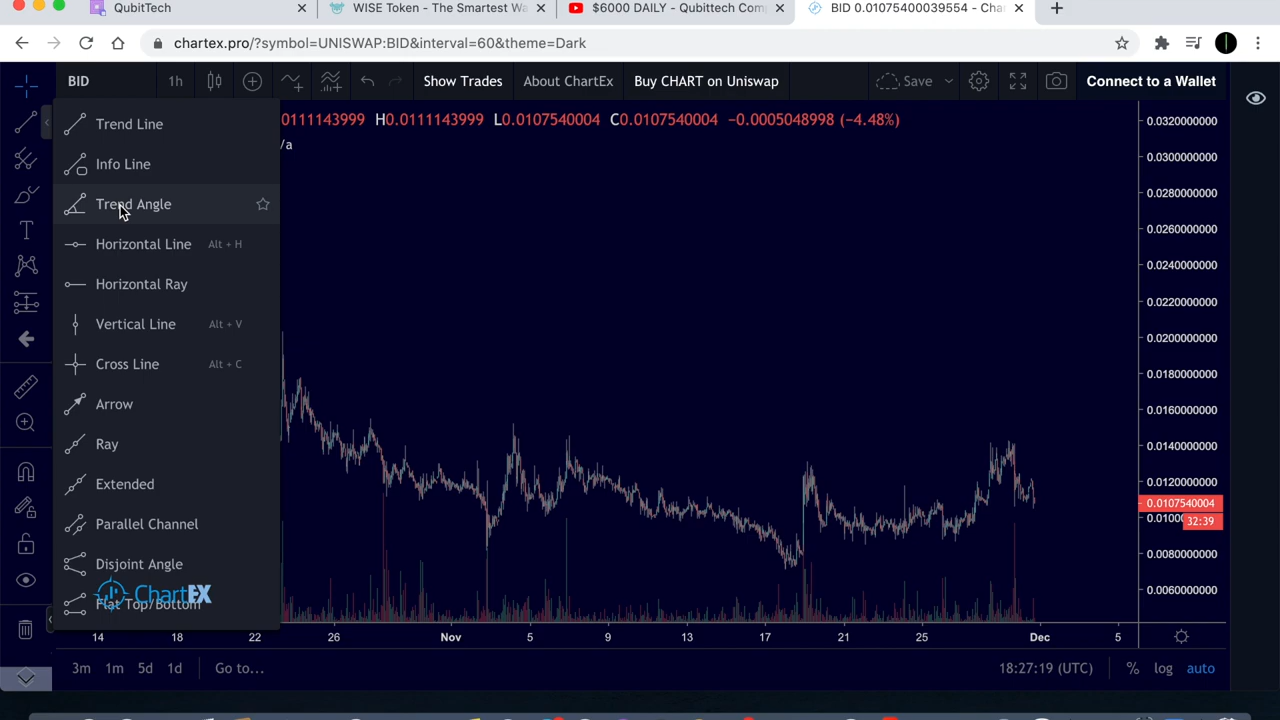 QubitTech
WISE Token - The Smartest Wa
$6000 DAILY - Qubittech Com
BID 0.01075400039554 - Cha
chartex.pro/?symbol=UNISWAP:BID&interval=60&theme=Dark
BID 1h Show Trades About ChartEx Buy CHART on Uniswap Save Connect to a Wallet
0111143999 H0.0111143999 L0.0107540004 C0.0107540004 −0.0005048998 (−4.48%)
/a
Trend Line
Info Line
Trend Angle
Horizontal Line Alt + H
Horizontal Ray
Vertical Line Alt + V
Cross Line Alt + C
Arrow
Ray
Extended
Parallel Channel
Disjoint Angle
Flat Top/Bottom
ChartEX
0.0320000000
0.0300000000
0.0280000000
0.0260000000
0.0240000000
0.0220000000
0.0200000000
0.0180000000
0.0160000000
0.0140000000
0.0120000000
0.0107540004
0.0100
32:39
0.0080000000
0.0060000000
14 18 22 26 Nov 5 9 13 17 21 25 Dec 5
3m 1m 5d 1d Go to... 18:27:19 (UTC) % log auto